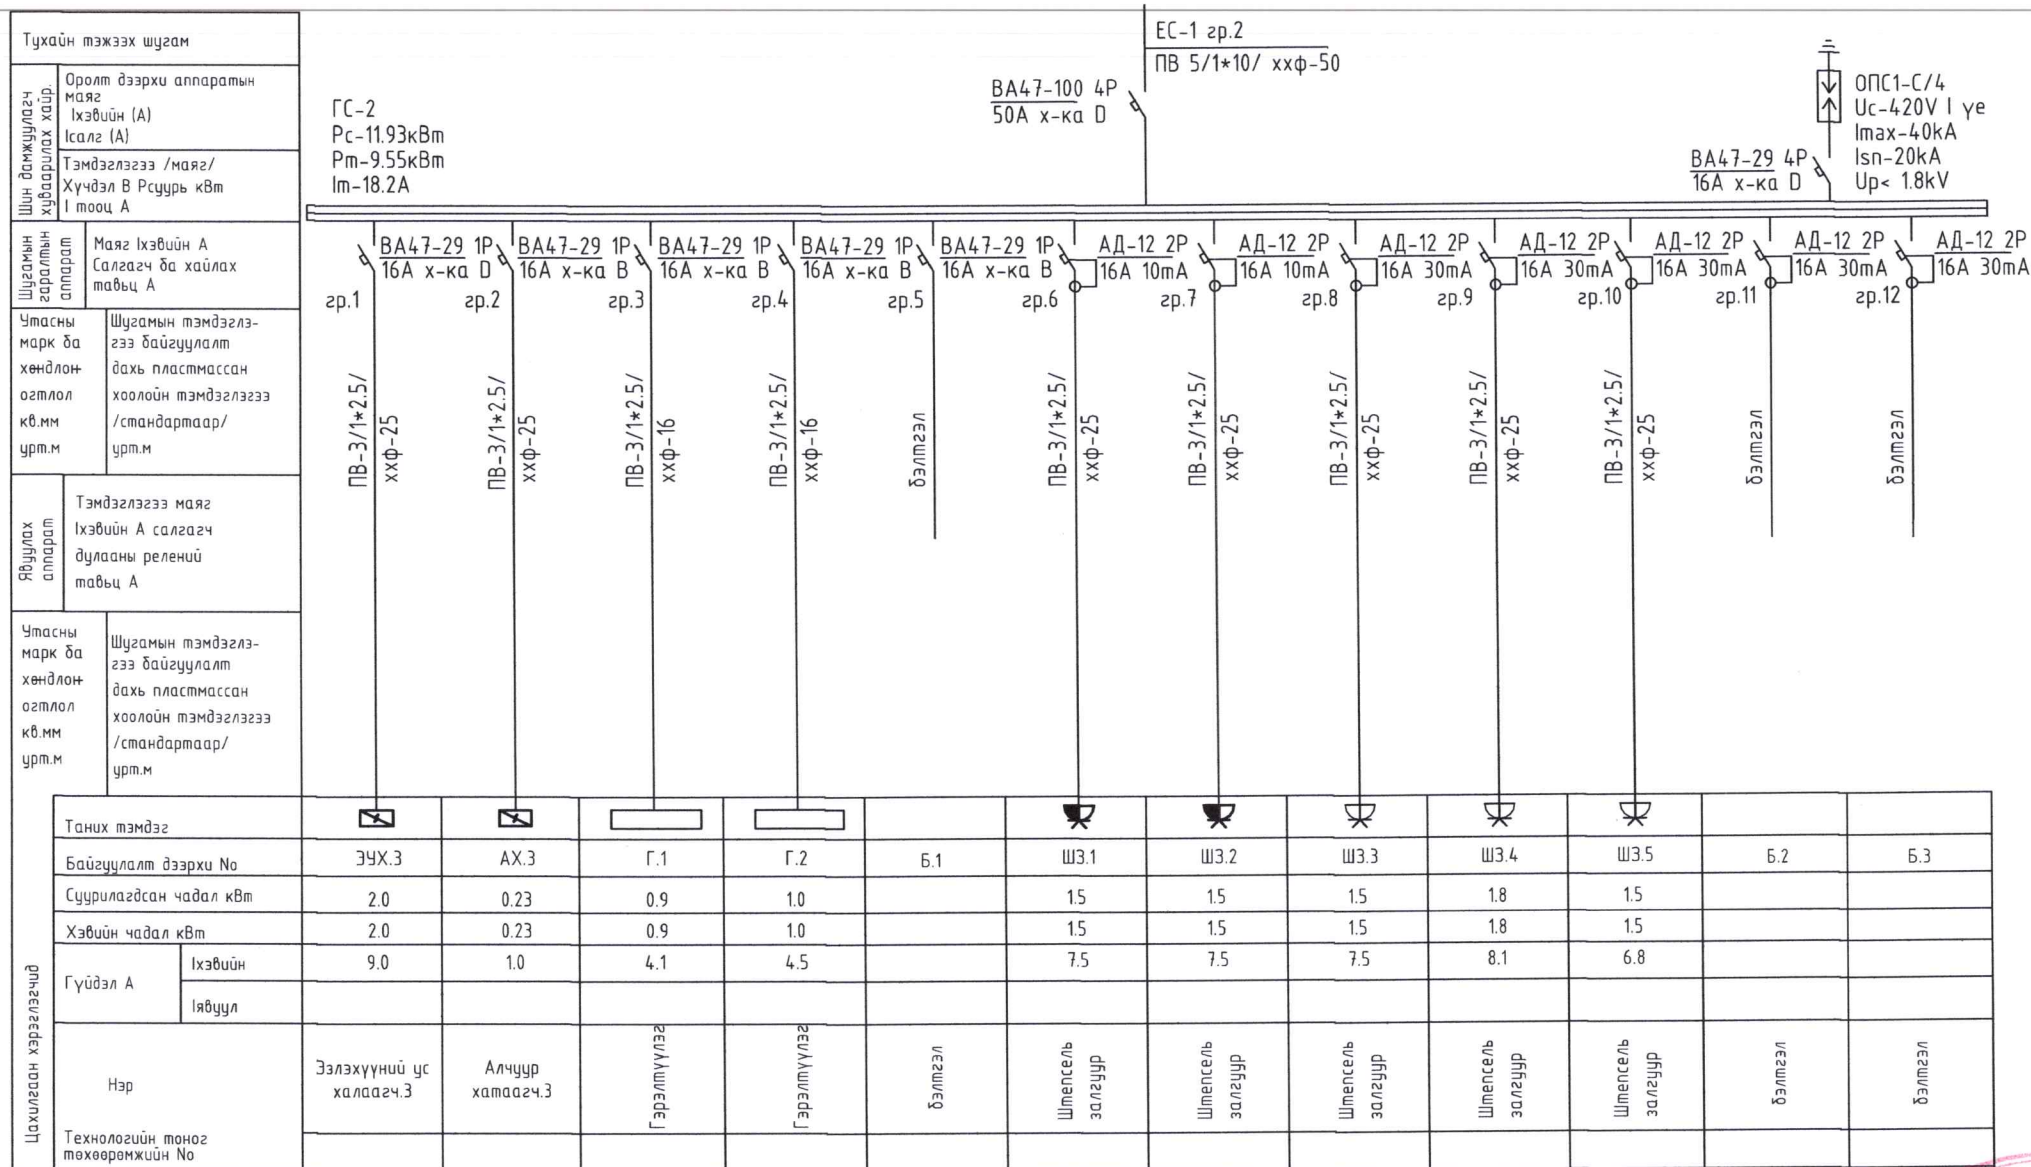 Тухайн тэжээх шугам
Шин дамжуулагч
хуваарилах хайр.
Оролт дээрхи аппаратын
маяг
Iхэвийн (А)
Iсалг (А)
Тэмдэглэгээ /маяг/
Хүчдэл В Рсуурь кВт
I тооц А
Шугамын
гаралтын
аппарат
Маяг Iхэвийн А
Салгагч ба хайлах
тавьц А
Утасны
марк ба
хөндлөн
огтлол
кв.мм
урт.м
Шугамын тэмдэглэ-
гээ байгуулалт
дахь пластмассан
хоолойн тэмдэглэгээ
/стандартаар/
урт.м
Явуулах
аппарат
Тэмдэглэгээ маяг
Iхэвийн А салгагч
дулааны релений
тавьц А
Утасны
марк ба
хөндлөн
огтлол
кв.мм
урт.м
Шугамын тэмдэглэ-
гээ байгуулалт
дахь пластмассан
хоолойн тэмдэглэгээ
/стандартаар/
урт.м
ГС-2
Рс-11.93кВт
Рт-9.55кВт
Iт-18.2А
ЕС-1 гр.2
ПВ 5/1*10/ ххф-50
ВА47-100 4Р
50А х-ка D
ВА47-29 4Р
16А х-ка D
ОПС1-С/4
Uc-420V I үе
Imax-40kA
Isn-20kA
Up< 1.8kV
ВА47-29 1Р ВА47-29 1Р ВА47-29 1Р ВА47-29 1Р ВА47-29 1Р АД-12 2Р АД-12 2Р АД-12 2Р АД-12 2Р АД-12 2Р АД-12 2Р АД-12 2Р
16А х-ка D 16А х-ка В 16А х-ка В 16А х-ка В 16А х-ка В 16А 10mA 16А 10mA 16А 30mA 16А 30mA 16А 30mA 16А 30mA 16А 30mA
гр.1 гр.2 гр.3 гр.4 гр.5 гр.6 гр.7 гр.8 гр.9 гр.10 гр.11 гр.12
ПВ-3/1*2.5/
ххф-25
ПВ-3/1*2.5/
ххф-25
ПВ-3/1*2.5/
ххф-16
ПВ-3/1*2.5/
ххф-16
бэлтгэл
ПВ-3/1*2.5/
ххф-25
ПВ-3/1*2.5/
ххф-25
ПВ-3/1*2.5/
ххф-25
ПВ-3/1*2.5/
ххф-25
ПВ-3/1*2.5/
ххф-25
бэлтгэл
бэлтгэл
Цахилгаан хэрэглэгчид
Таних тэмдэг
Байгуулалт дээрхи No ЭУХ.3 АХ.3 Г.1 Г.2 Б.1 ШЗ.1 ШЗ.2 ШЗ.3 ШЗ.4 ШЗ.5 Б.2 Б.3
Суурилагдсан чадал кВт 2.0 0.23 0.9 1.0 1.5 1.5 1.5 1.8 1.5
Хэвийн чадал кВт 2.0 0.23 0.9 1.0 1.5 1.5 1.5 1.8 1.5
Гүйдэл А
Iхэвийн 9.0 1.0 4.1 4.5 7.5 7.5 7.5 8.1 6.8
Iявуул
Нэр
Ээлэхүүний ус
халаагч.3
Алчуур
хатаагч.3
Гэрэлтүүлэг
Гэрэлтүүлэг
бэлтгэл
Штепсель
залгуур
Штепсель
залгуур
Штепсель
залгуур
Штепсель
залгуур
Штепсель
залгуур
бэлтгэл
бэлтгэл
Технологийн тоног
төхөөрөмжийн No